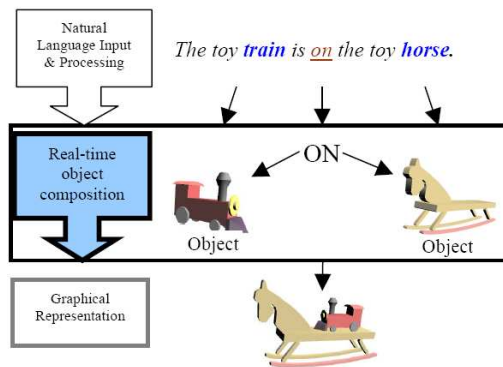 Natural
Language Input
& Processing
The toy train is on the toy horse.
Real-time
object
composition
ON
Object
Object
Graphical
Representation